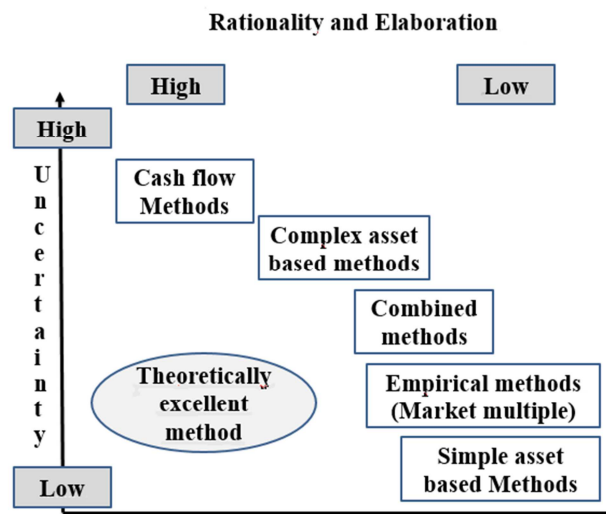 Rationality and Elaboration
High
Low
High
Uncertainty
Cash flow
Methods
Complex asset
based methods
Combined
methods
Theoretically
excellent
method
Empirical methods
(Market multiple)
Simple asset
based Methods
Low